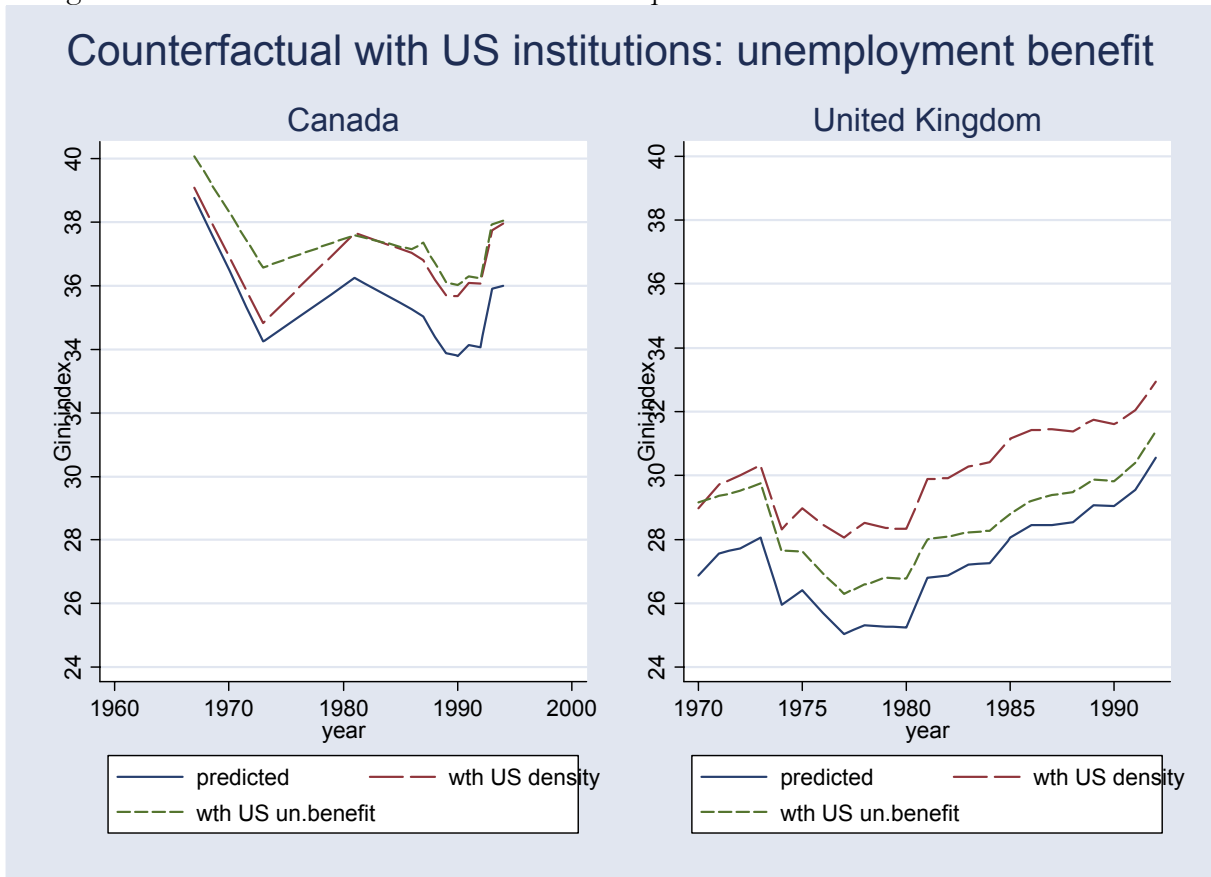 Counterfactual with US institutions: unemployment benefit
Canada
40
38
36
34
32
30
28
26
24
Gini index
1960 1970 1980 1990 2000
year
predicted wth US density
wth US un.benefit
United Kingdom
40
38
36
34
32
30
28
26
24
Gini index
1970 1975 1980 1985 1990
year
predicted wth US density
wth US un.benefit